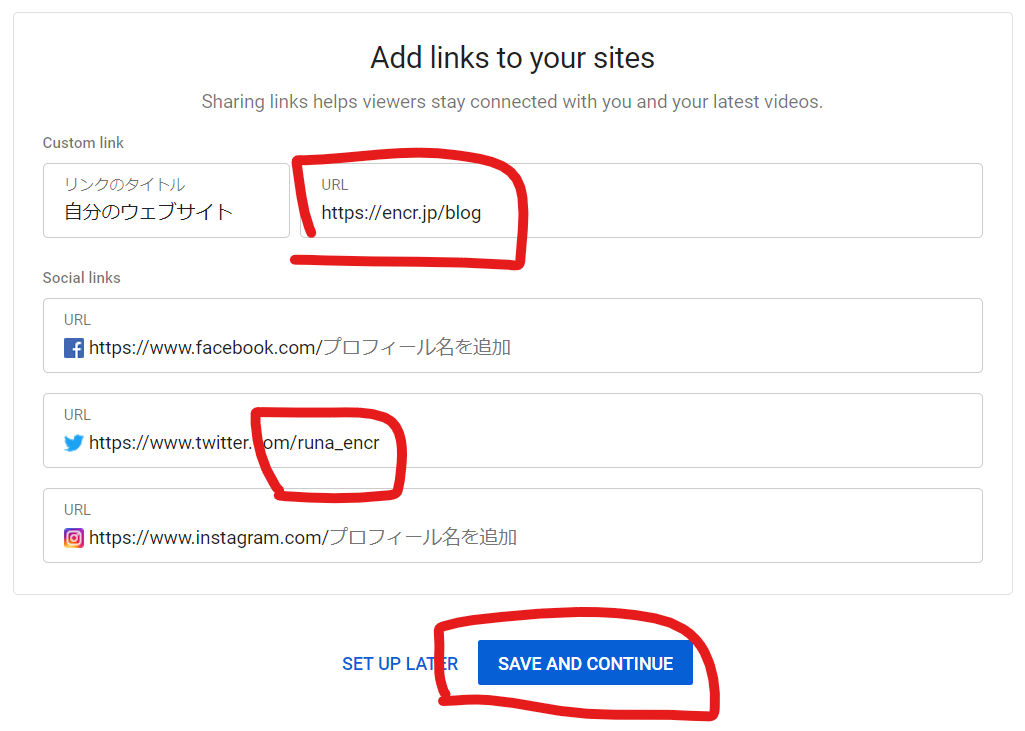 Add links to your sites
Sharing links helps viewers stay connected with you and your latest videos.
Custom link
リンクのタイトル
自分のウェブサイト
URL
https://encr.jp/blog
Social links
URL
https://www.facebook.com/プロフィール名を追加
URL
https://www.twitter.com/runa_encr
URL
https://www.instagram.com/プロフィール名を追加
SET UP LATER SAVE AND CONTINUE